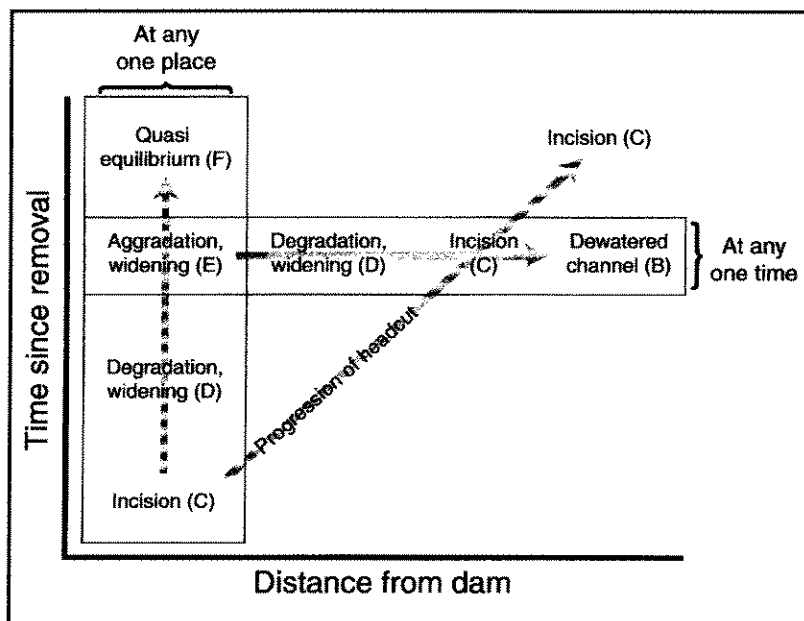 At any
one place
Quasi
equilibrium (F)
Incision (C)
Aggradation,
widening (E)
Degradation,
widening (D)
Incision
(C)
Dewatered
channel (B)
At any
one time
Degradation,
widening (D)
Progression of headcut
Incision (C)
Time since removal
Distance from dam